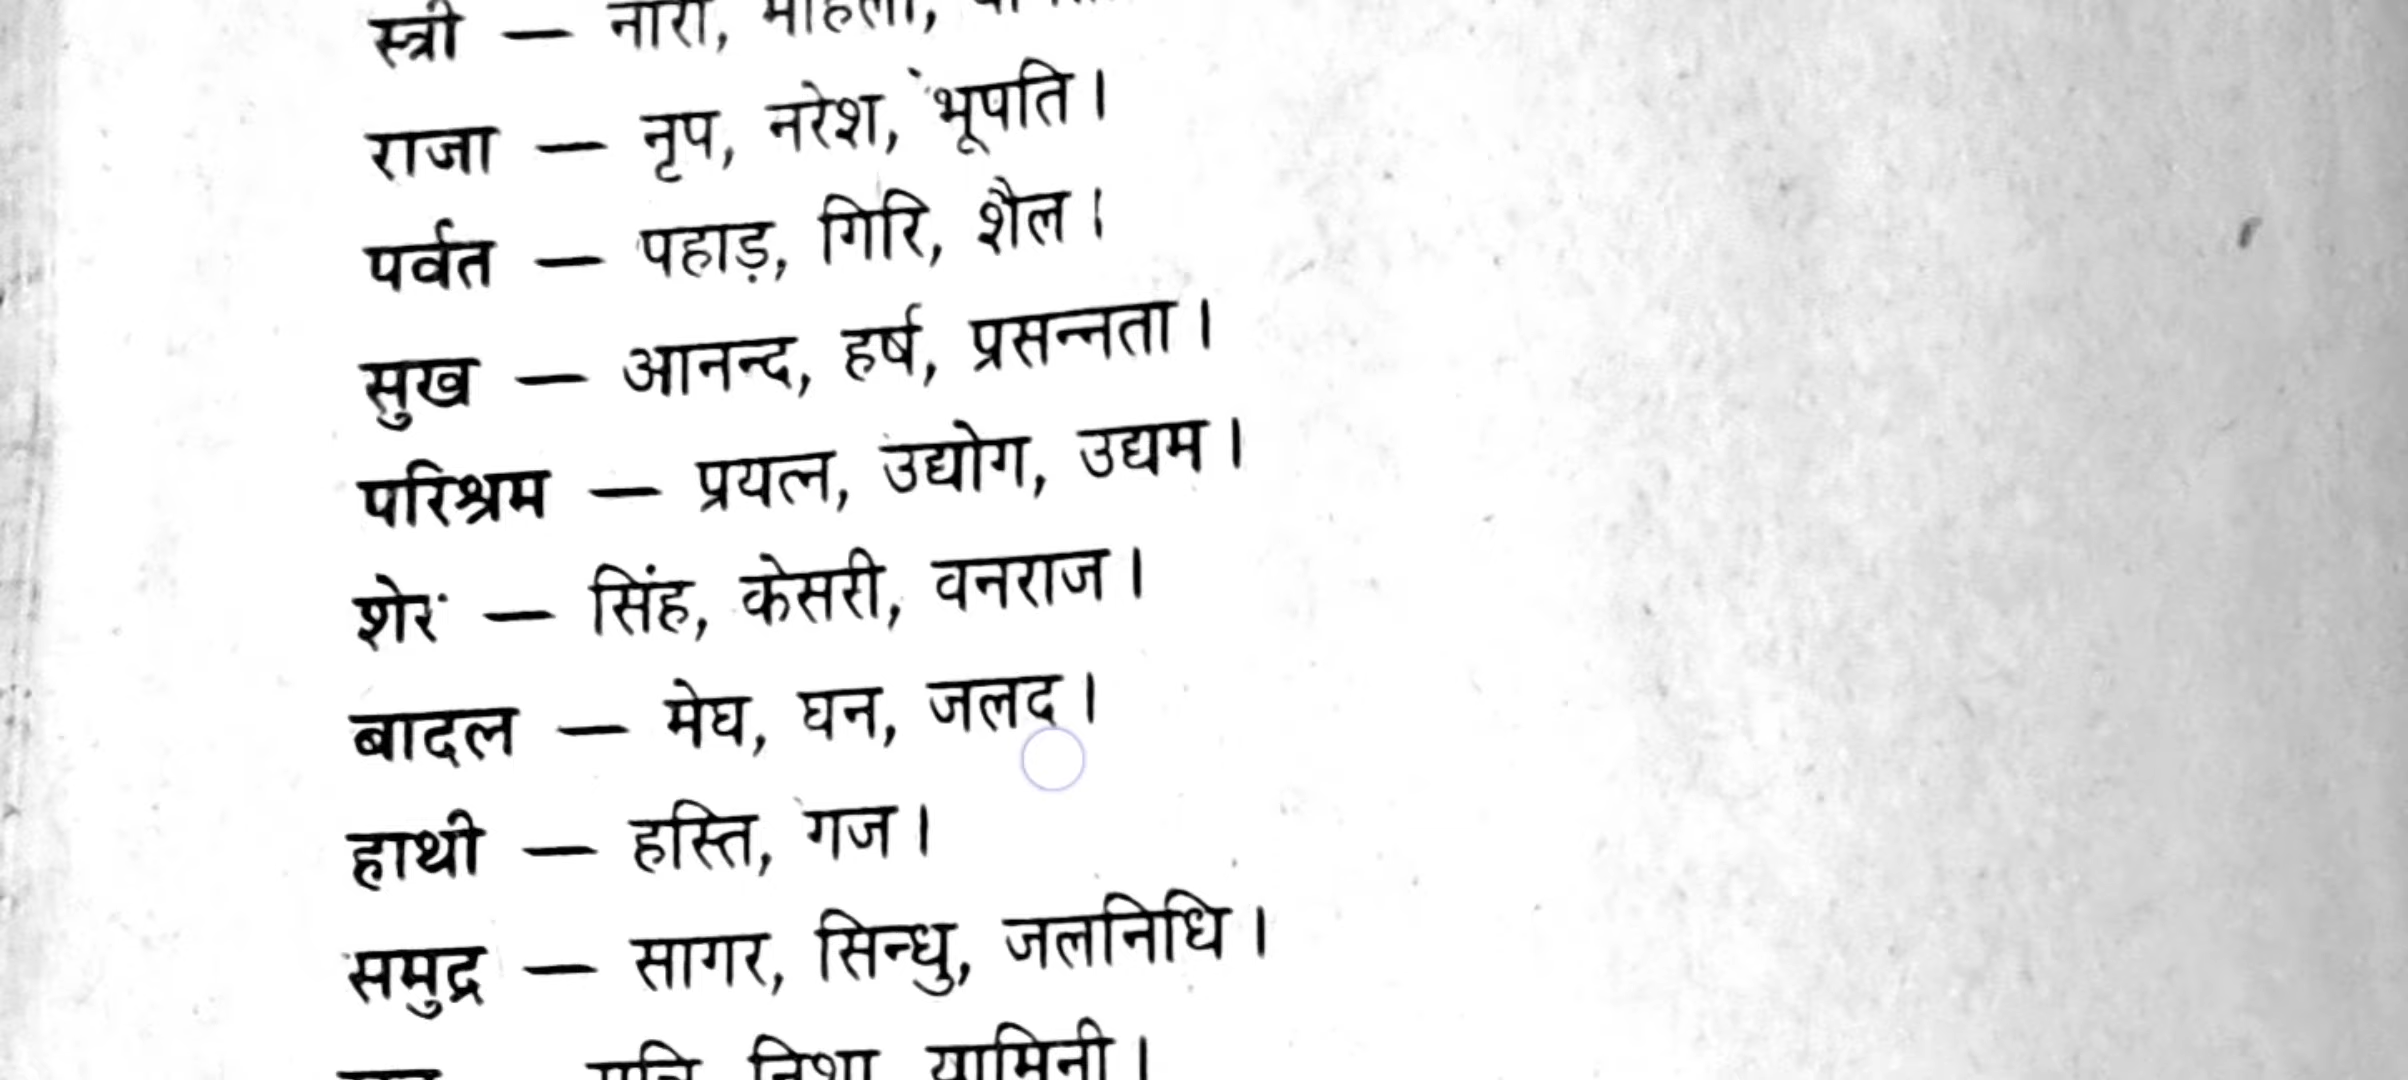 स्त्री — नारी, महिला,
राजा — नृप, नरेश, भूपति।
पर्वत — पहाड़, गिरि, शैल।
सुख — आनन्द, हर्ष, प्रसन्नता।
परिश्रम — प्रयत्न, उद्योग, उद्यम।
शेर — सिंह, केसरी, वनराज।
बादल — मेघ, घन, जलद।
हाथी — हस्ति, गज।
समुद्र — सागर, सिन्धु, जलनिधि।
निशा, यामिनी।